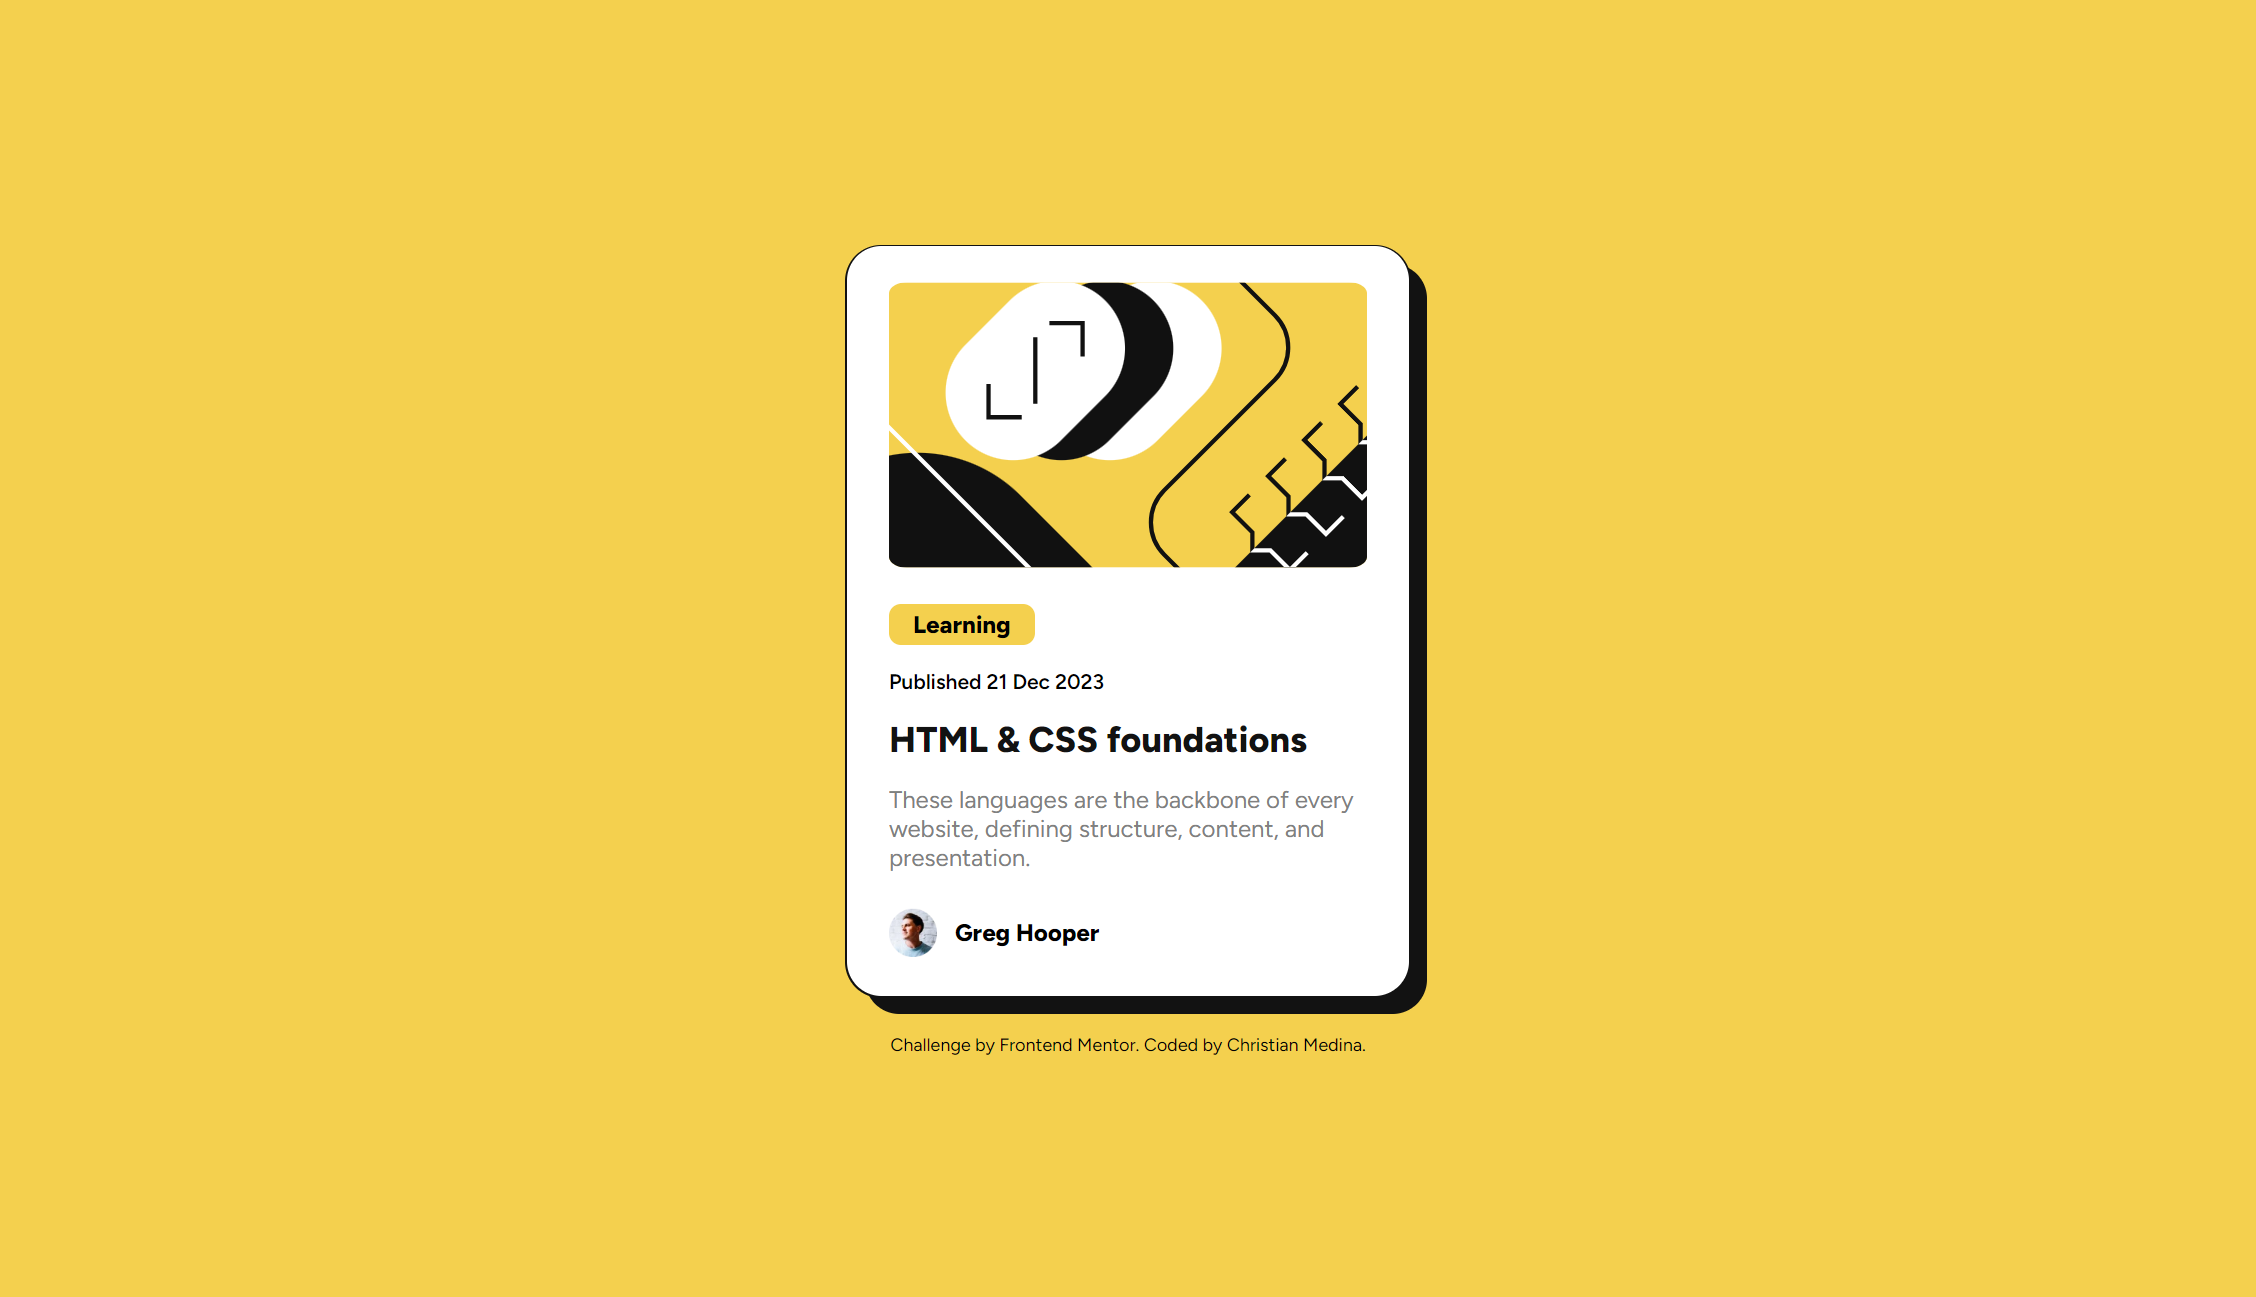 Learning
Published 21 Dec 2023
HTML & CSS foundations
These languages are the backbone of every
website, defining structure, content, and
presentation.
Greg Hooper
Challenge by Frontend Mentor. Coded by Christian Medina.